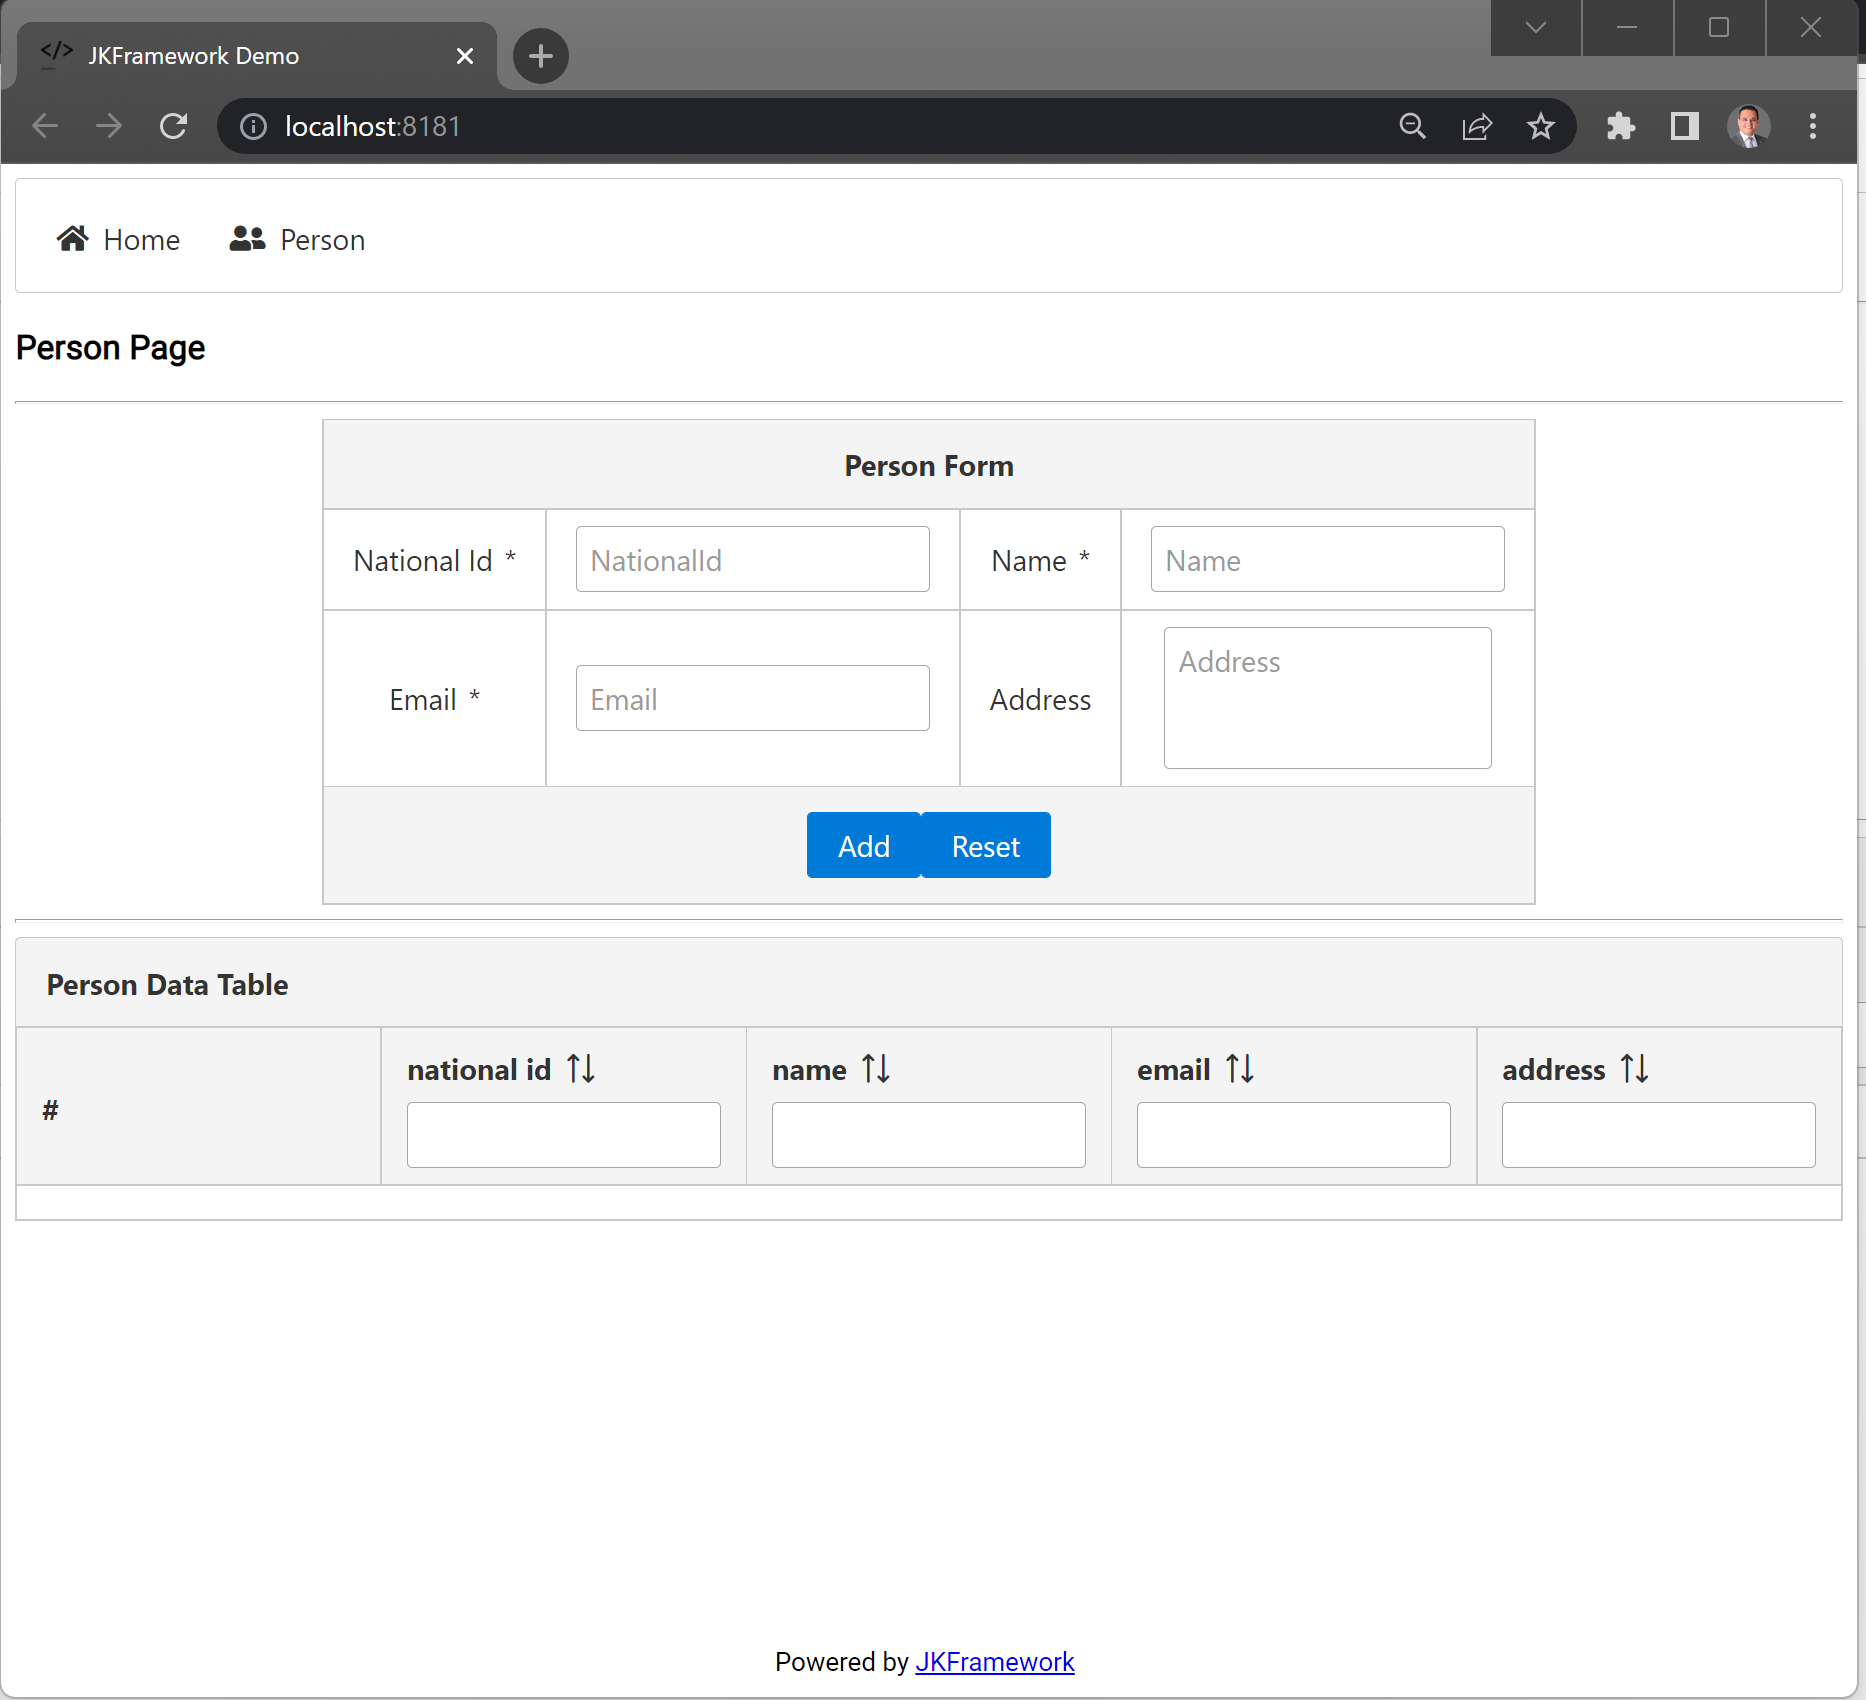 </> JKFramework Demo
localhost:8181
Home Person
Person Page
Person Form
National Id * NationalId Name * Name
Email * Email Address Address
Add Reset
Person Data Table
# national id name email address
Powered by JKFramework